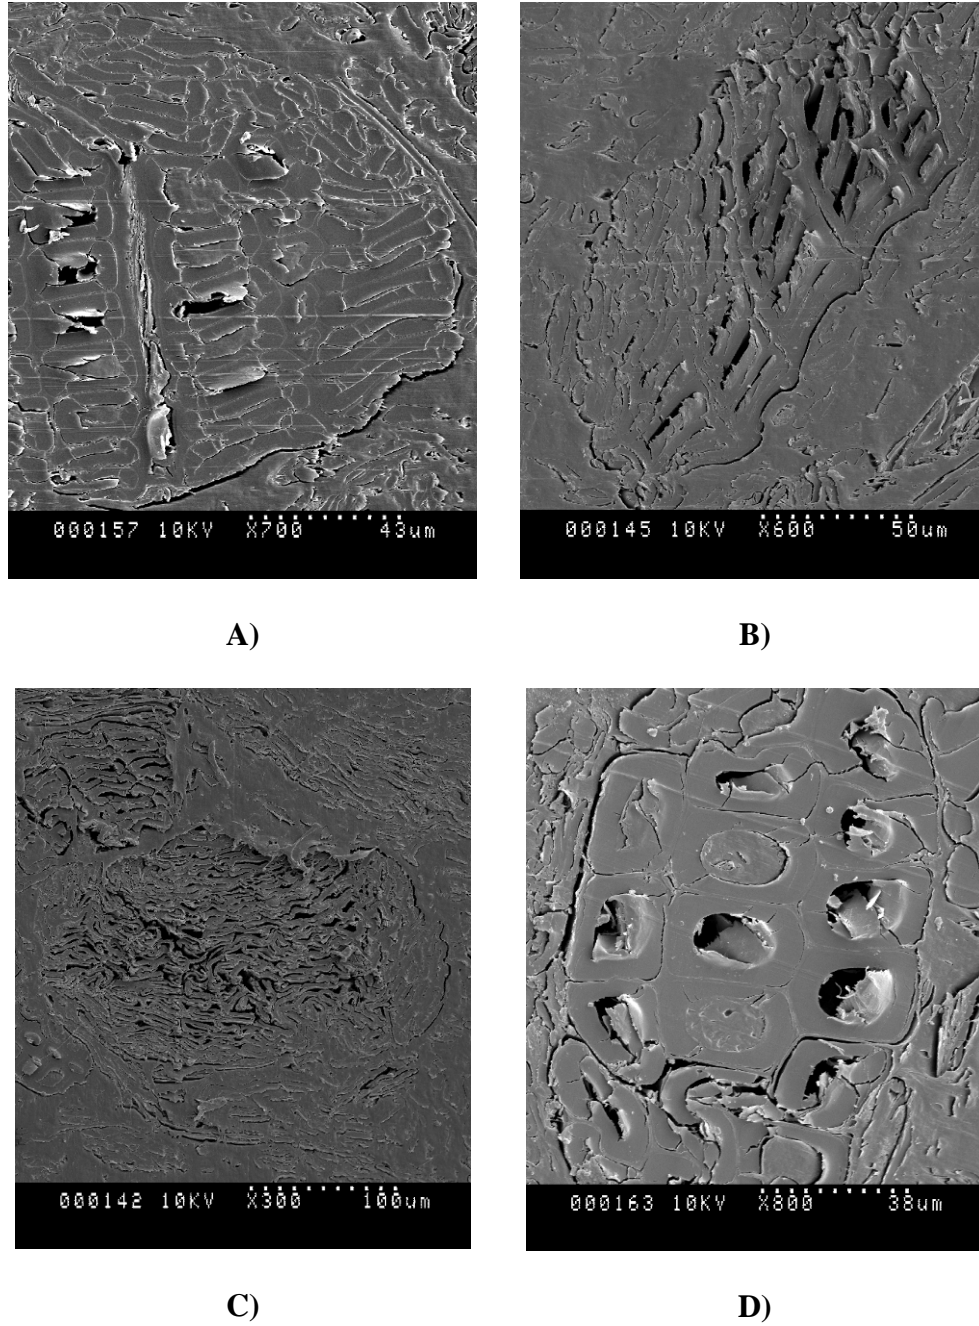 000157 10KV X700 43um
000145 10KV X600 50um
A)
B)
000142 10KV X300 100um
000163 10KV X800 38um
C)
D)